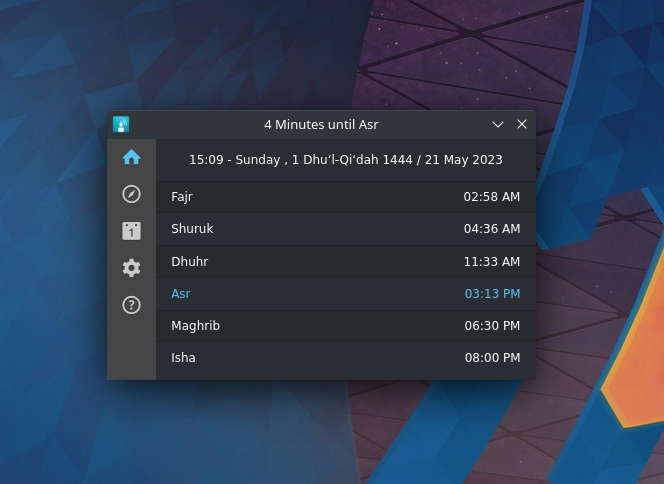 4 Minutes until Asr
15:09 - Sunday , 1 Dhu’l-Qi’dah 1444 / 21 May 2023
Fajr 02:58 AM
Shuruk 04:36 AM
1
Dhuhr 11:33 AM
Asr 03:13 PM
?
Maghrib 06:30 PM
Isha 08:00 PM